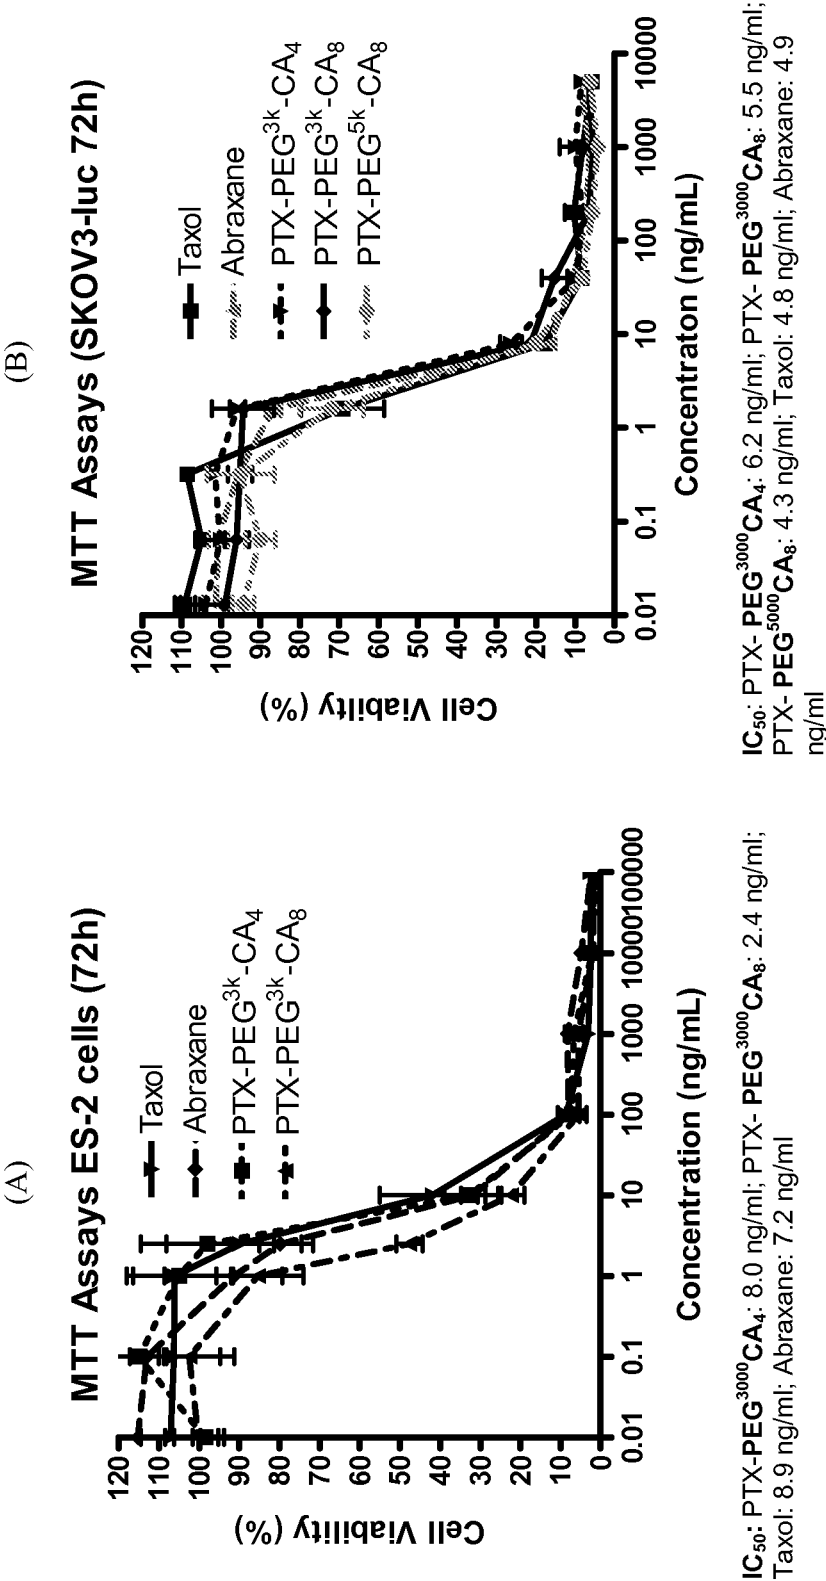 (A)
MTT Assays ES-2 cells (72h)
Taxol
Abraxane
PTX-PEG3k-CA4
PTX-PEG3k-CA8
Cell Viability (%)
120
110
100
90
80
70
60
50
40
30
20
10
0
0.01
0.1
1
10
100
1000
10000
100000
Concentration (ng/mL)
IC50: PTX-PEG3000CA4: 8.0 ng/ml; PTX- PEG3000CA8: 2.4 ng/ml;
Taxol: 8.9 ng/ml; Abraxane: 7.2 ng/ml
(B)
MTT Assays (SKOV3-luc 72h)
Taxol
Abraxane
PTX-PEG3k-CA4
PTX-PEG3k-CA8
PTX-PEG5k-CA8
Cell Viability (%)
120
110
100
90
80
70
60
50
40
30
20
10
0
0.01
0.1
1
10
100
1000
10000
Concentraton (ng/mL)
IC50: PTX- PEG3000CA4: 6.2 ng/ml; PTX- PEG3000CA8: 5.5 ng/ml;
PTX- PEG5000CA8: 4.3 ng/ml; Taxol: 4.8 ng/ml; Abraxane: 4.9
ng/ml